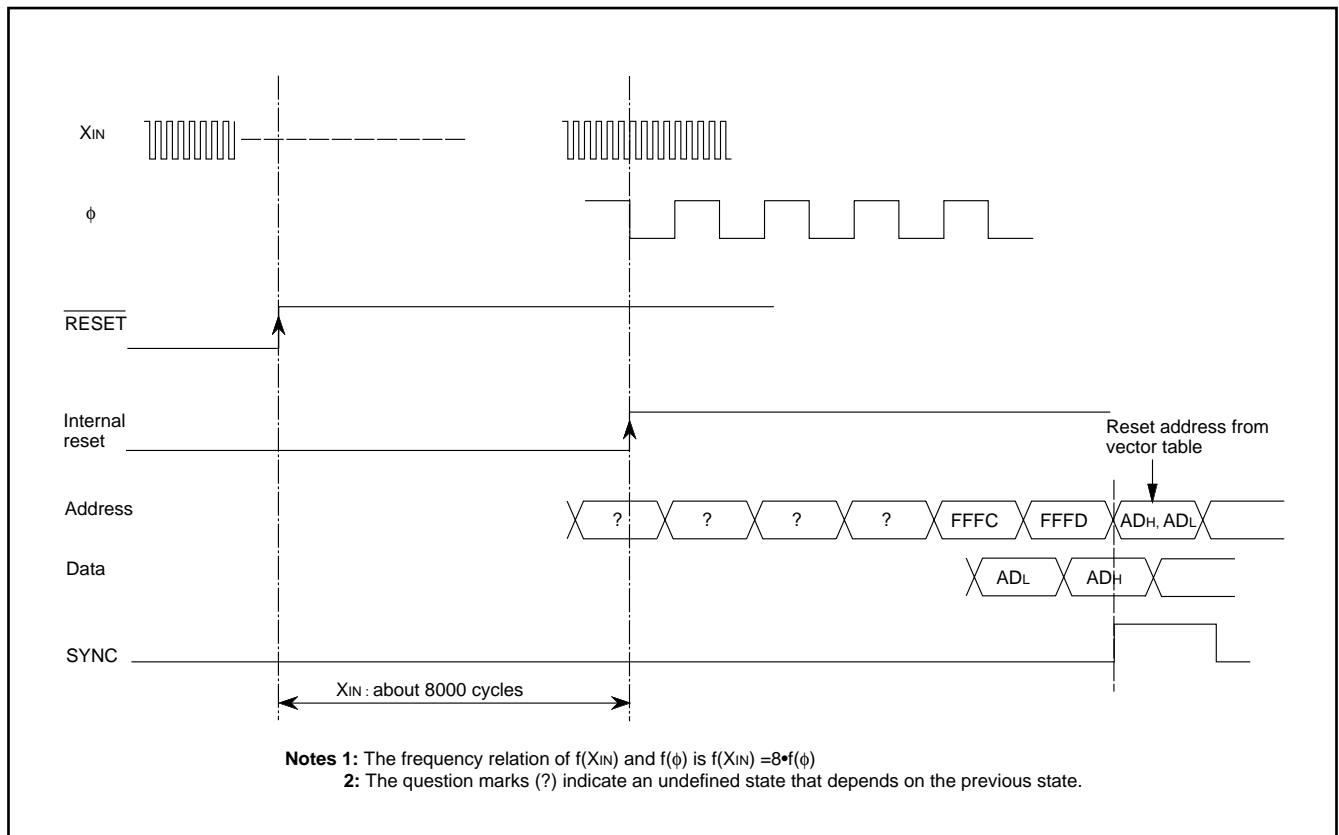 XIN
ϕ
RESET
Internal
reset
Reset address from
vector table
Address
? ? ? ? FFFC FFFD ADH, ADL
Data
ADL ADH
SYNC
XIN : about 8000 cycles
Notes 1: The frequency relation of f(XIN) and f(ϕ) is f(XIN) =8•f(ϕ)
2: The question marks (?) indicate an undefined state that depends on the previous state.